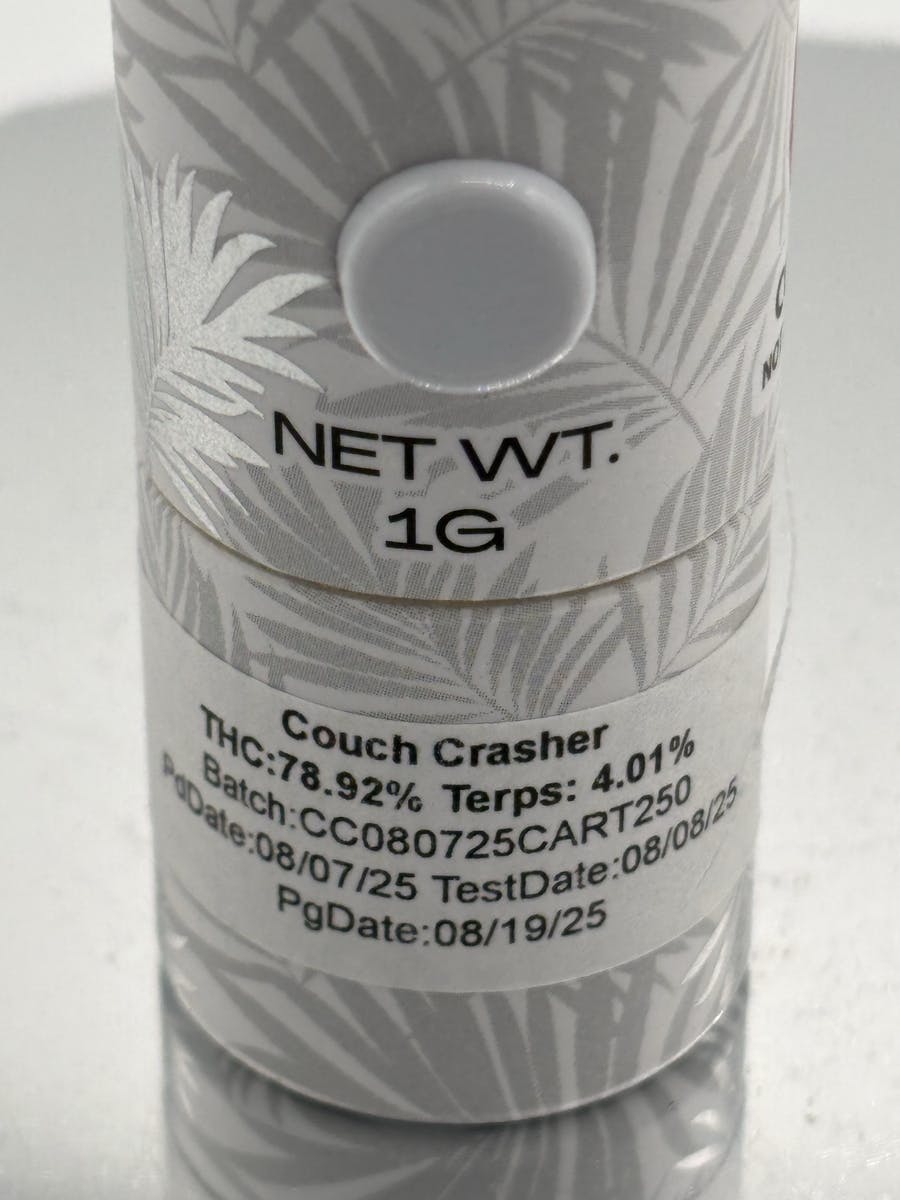 NET WT.
1G
Couch Crasher
THC:78.92% Terps: 4.01%
Batch:CC080725CART250
PdDate:08/07/25 TestDate:08/08/25
PgDate:08/19/25